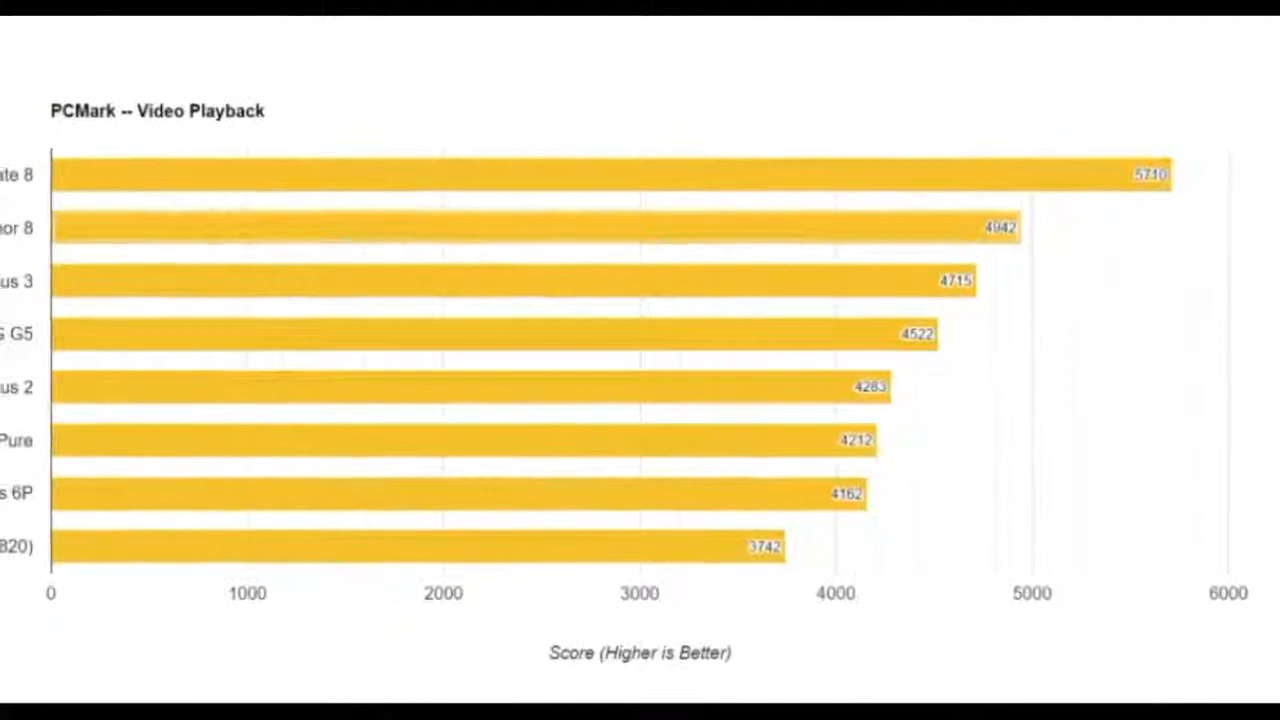 PCMark -- Video Playback
ate 8
5710
or 8
4942
us 3
4715
G5
4522
us 2
4283
Pure
4212
s 6P
4162
820)
3742
0 1000 2000 3000 4000 5000 6000
Score (Higher is Better)